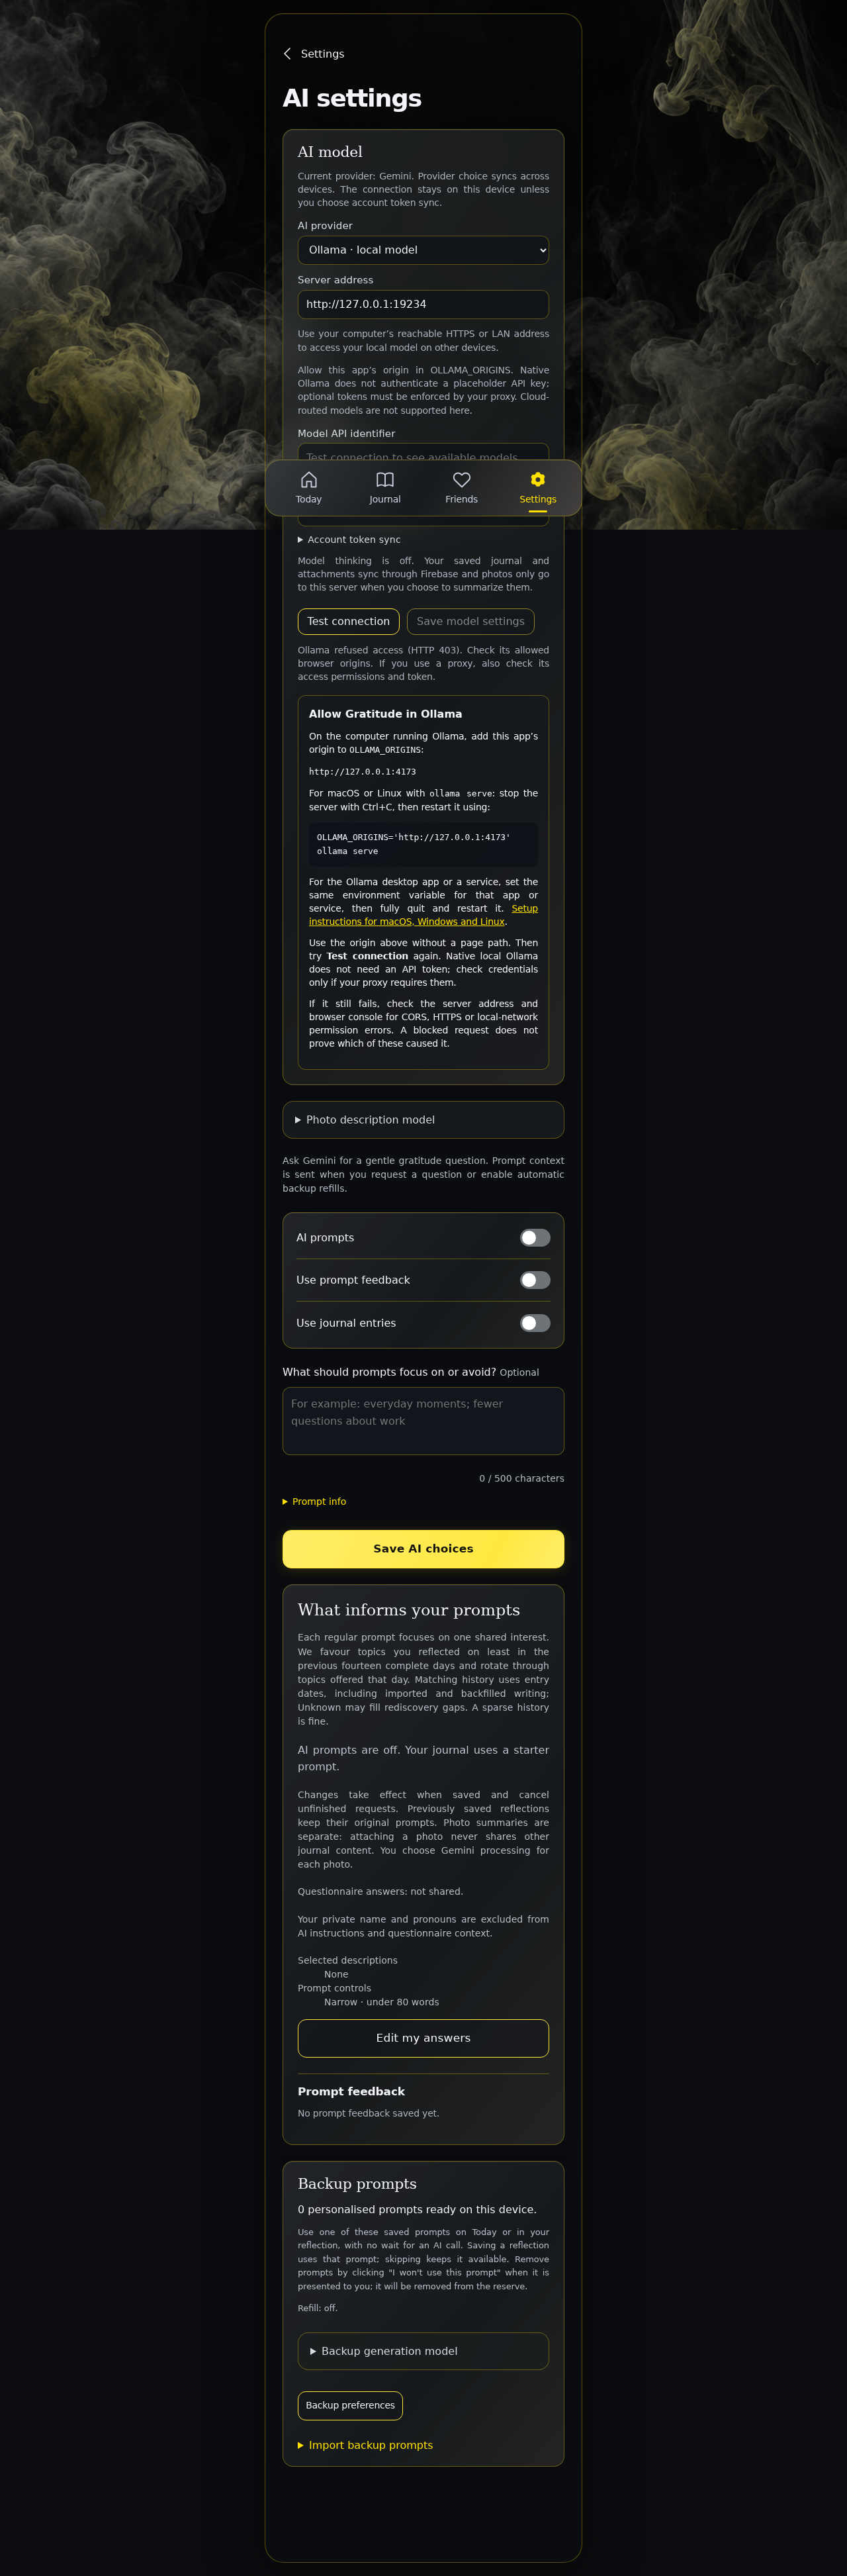 Settings
AI settings
AI model
Current provider: Gemini. Provider choice syncs across
devices. The connection stays on this device unless
you choose account token sync.
AI provider
Ollama · local model
Server address
http://127.0.0.1:19234
Use your computer’s reachable HTTPS or LAN address
to access your local model on other devices.
Allow this app’s origin in OLLAMA_ORIGINS. Native
Ollama does not authenticate a placeholder API key;
optional tokens must be enforced by your proxy. Cloud-
routed models are not supported here.
Model API identifier
Test connection to see available models
Today
Journal
Friends
Settings
Account token sync
Model thinking is off. Your saved journal and
attachments sync through Firebase and photos only go
to this server when you choose to summarize them.
Test connection
Save model settings
Ollama refused access (HTTP 403). Check its allowed
browser origins. If you use a proxy, also check its
access permissions and token.
Allow Gratitude in Ollama
On the computer running Ollama, add this app’s
origin to OLLAMA_ORIGINS:
http://127.0.0.1:4173
For macOS or Linux with ollama serve: stop the
server with Ctrl+C, then restart it using:
OLLAMA_ORIGINS='http://127.0.0.1:4173'
ollama serve
For the Ollama desktop app or a service, set the
same environment variable for that app or
service, then fully quit and restart it. Setup
instructions for macOS, Windows and Linux.
Use the origin above without a page path. Then
try Test connection again. Native local Ollama
does not need an API token; check credentials
only if your proxy requires them.
If it still fails, check the server address and
browser console for CORS, HTTPS or local-network
permission errors. A blocked request does not
prove which of these caused it.
Photo description model
Ask Gemini for a gentle gratitude question. Prompt context
is sent when you request a question or enable automatic
backup refills.
AI prompts
Use prompt feedback
Use journal entries
What should prompts focus on or avoid? Optional
For example: everyday moments; fewer
questions about work
0 / 500 characters
Prompt info
Save AI choices
What informs your prompts
Each regular prompt focuses on one shared interest.
We favour topics you reflected on least in the
previous fourteen complete days and rotate through
topics offered that day. Matching history uses entry
dates, including imported and backfilled writing;
Unknown may fill rediscovery gaps. A sparse history
is fine.
AI prompts are off. Your journal uses a starter
prompt.
Changes take effect when saved and cancel
unfinished requests. Previously saved reflections
keep their original prompts. Photo summaries are
separate: attaching a photo never shares other
journal content. You choose Gemini processing for
each photo.
Questionnaire answers: not shared.
Your private name and pronouns are excluded from
AI instructions and questionnaire context.
Selected descriptions
None
Prompt controls
Narrow · under 80 words
Edit my answers
Prompt feedback
No prompt feedback saved yet.
Backup prompts
0 personalised prompts ready on this device.
Use one of these saved prompts on Today or in your
reflection, with no wait for an AI call. Saving a reflection
uses that prompt; skipping keeps it available. Remove
prompts by clicking "I won't use this prompt" when it is
presented to you; it will be removed from the reserve.
Refill: off.
Backup generation model
Backup preferences
Import backup prompts